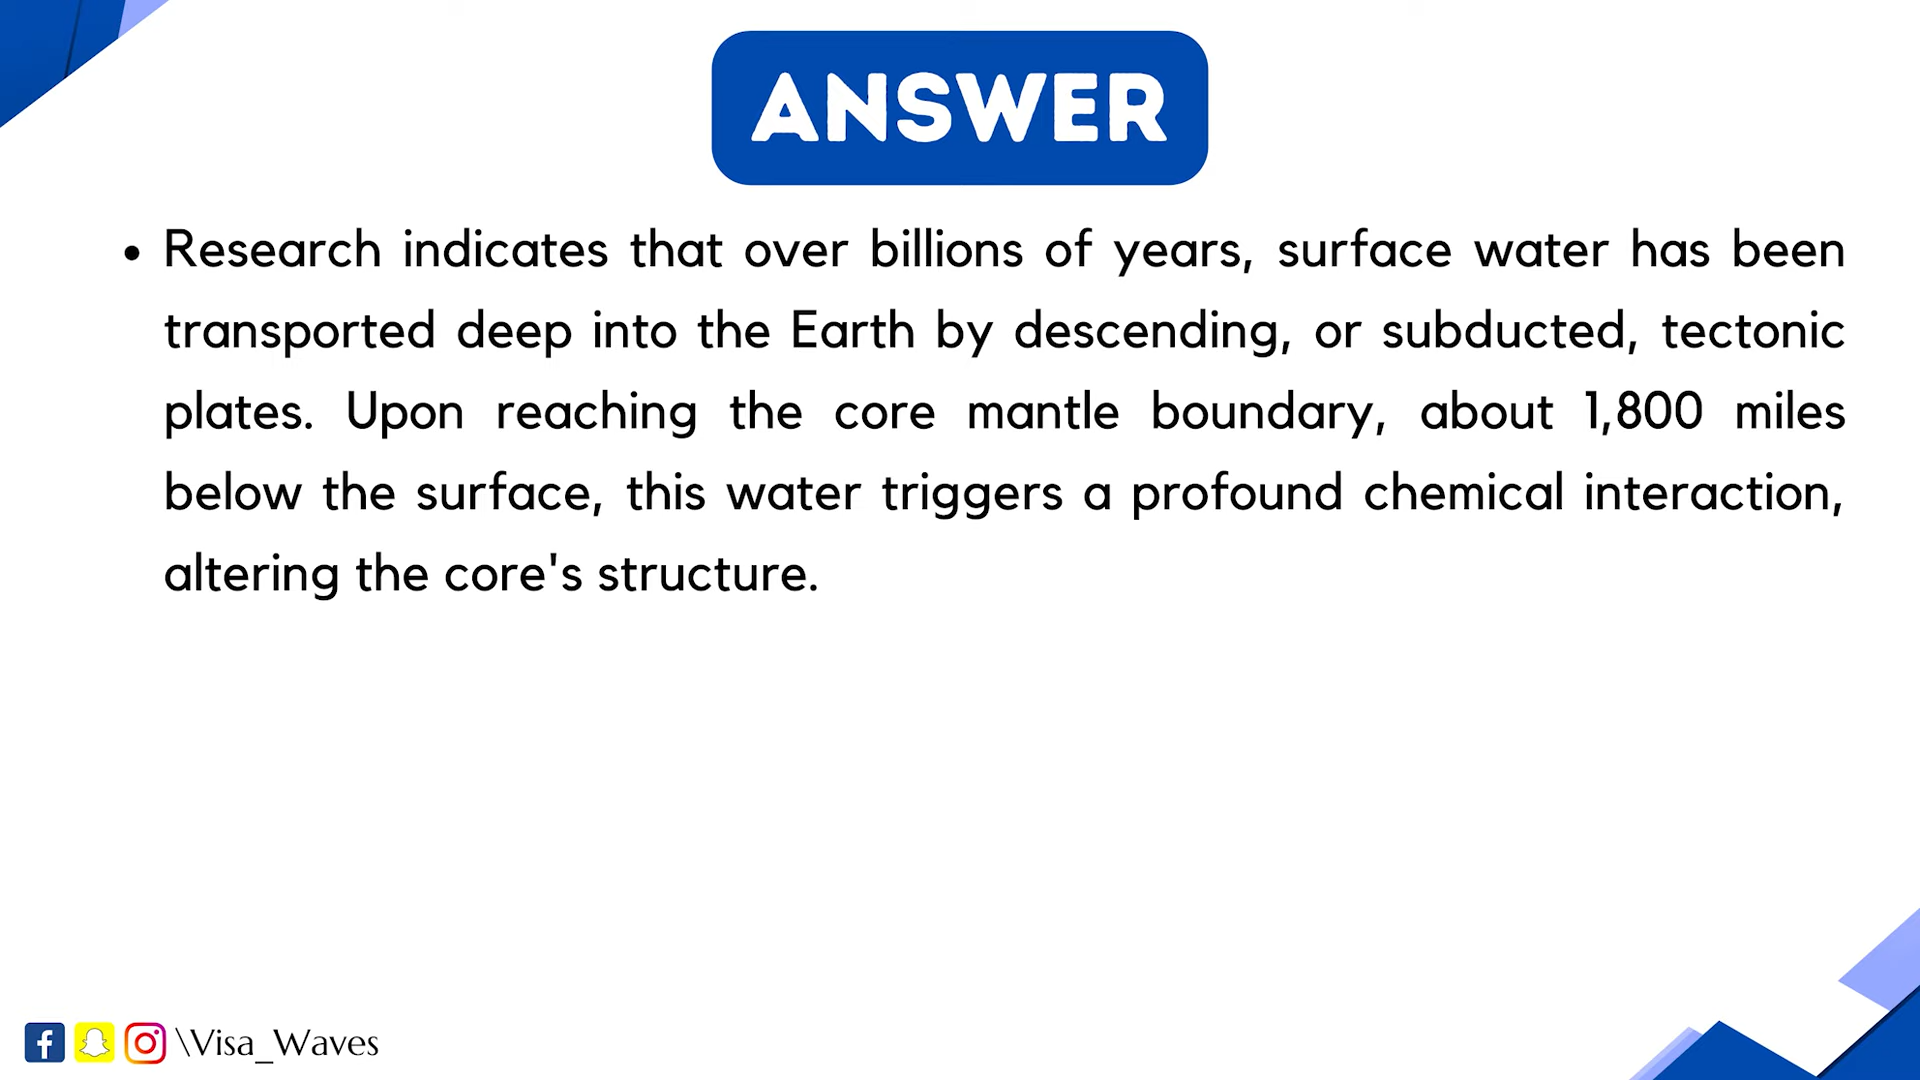 ANSWER
• Research indicates that over billions of years, surface water has been
transported deep into the Earth by descending, or subducted, tectonic
plates. Upon reaching the core mantle boundary, about 1,800 miles
below the surface, this water triggers a profound chemical interaction,
altering the core's structure.
\Visa_Waves